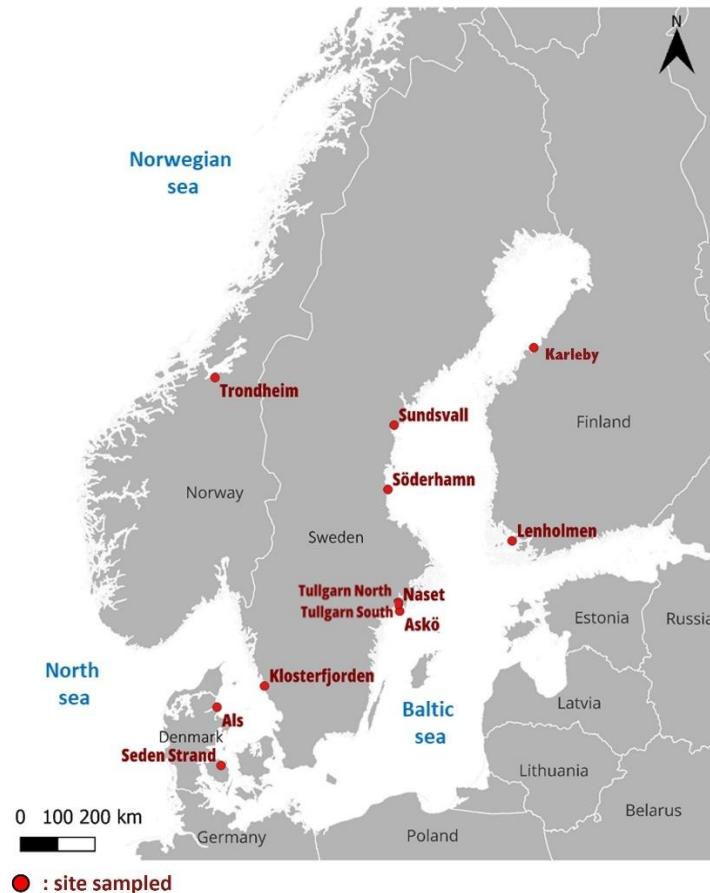 N
Norwegian
sea
Karleby
Trondheim
Sundsvall
Finland
Norway
Söderhamn
Sweden
Lenholmen
Tullgarn North
Naset
Tullgarn South
Askö
Estonia
Russia
North
sea
Klosterfjorden
Baltic
sea
Latvia
Als
Denmark
Seden Strand
Lithuania
0 100 200 km
Belarus
Germany
Poland
: site sampled